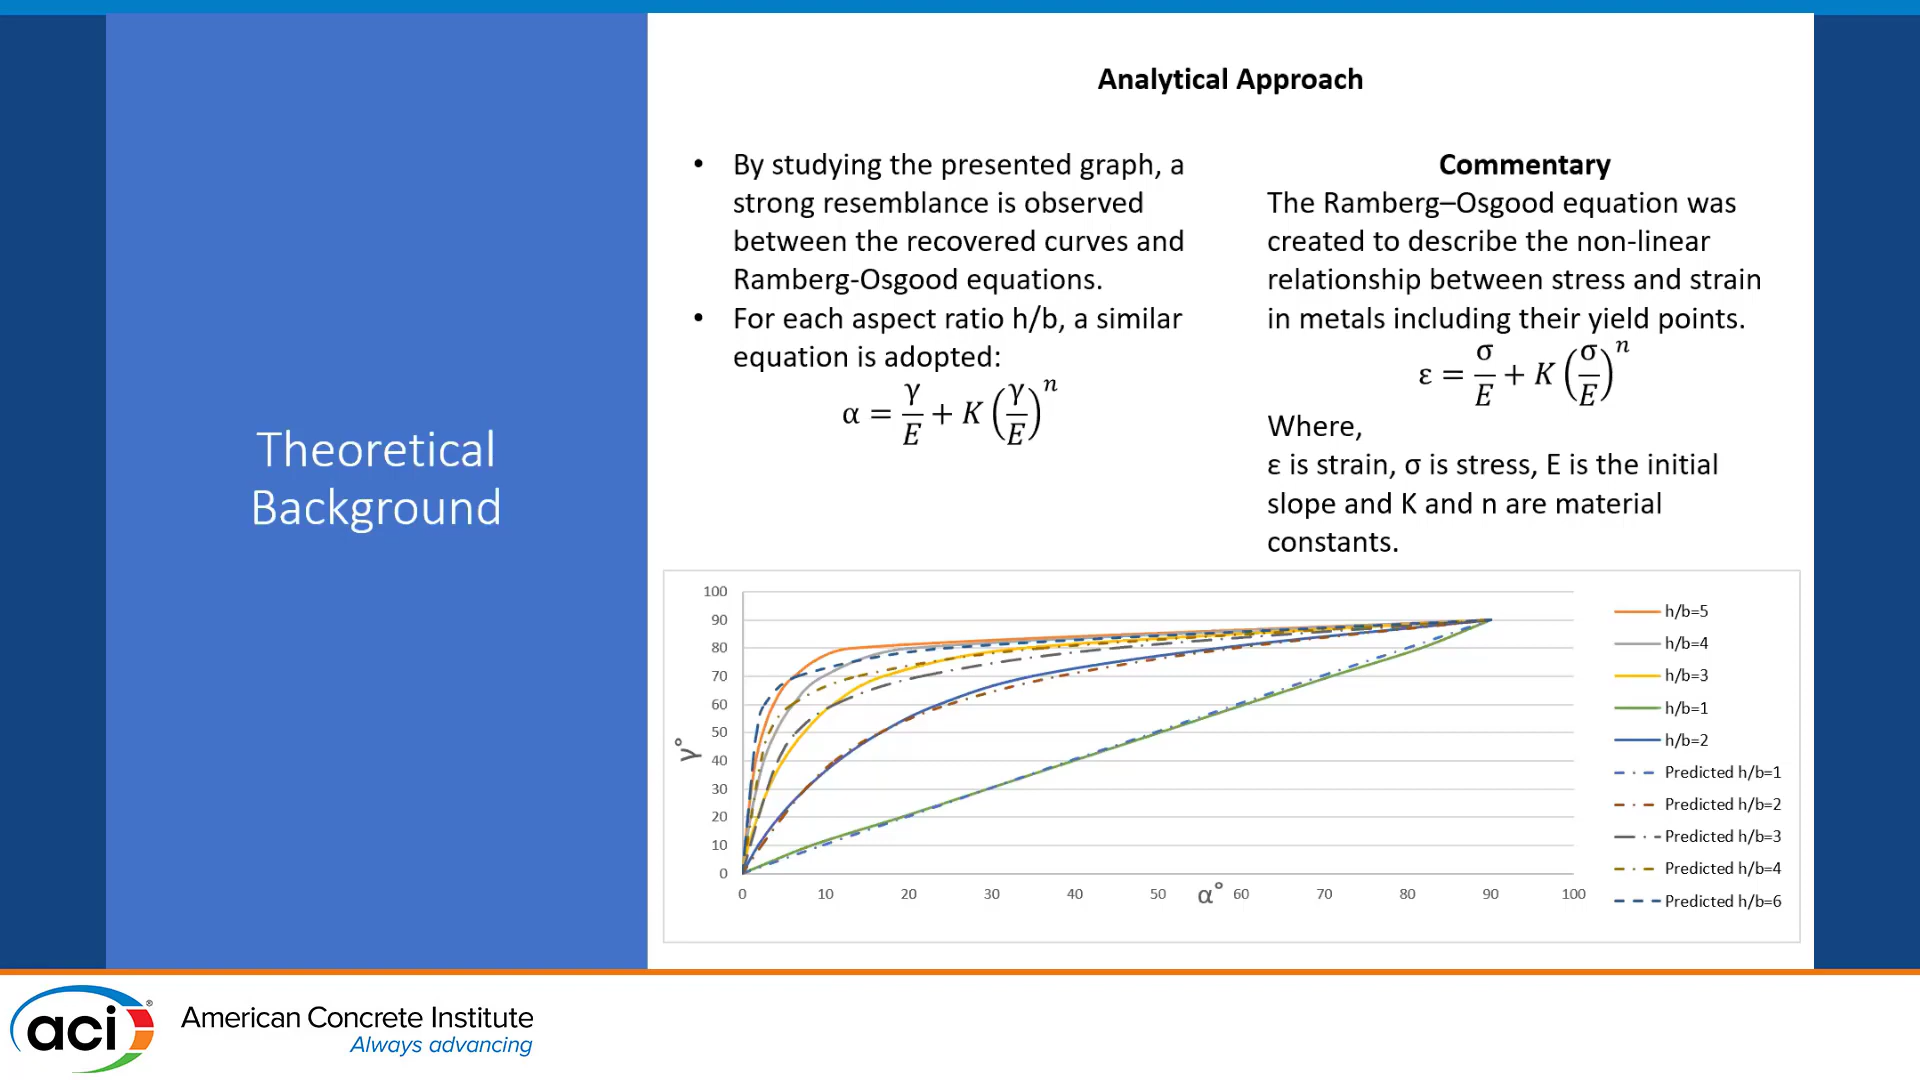 Analytical Approach
Theoretical
Background
• By studying the presented graph, a
strong resemblance is observed
between the recovered curves and
Ramberg-Osgood equations.
• For each aspect ratio h/b, a similar
equation is adopted:
α = γ/E + K (γ/E)^n
Commentary
The Ramberg–Osgood equation was
created to describe the non-linear
relationship between stress and strain
in metals including their yield points.
ε = σ/E + K (σ/E)^n
Where,
ε is strain, σ is stress, E is the initial
slope and K and n are material
constants.
100
90
80
70
60
50
40
30
20
10
0
γ°
0 10 20 30 40 50 60 70 80 90 100
α°
h/b=5
h/b=4
h/b=3
h/b=1
h/b=2
Predicted h/b=1
Predicted h/b=2
Predicted h/b=3
Predicted h/b=4
Predicted h/b=6
aci®
American Concrete Institute
Always advancing